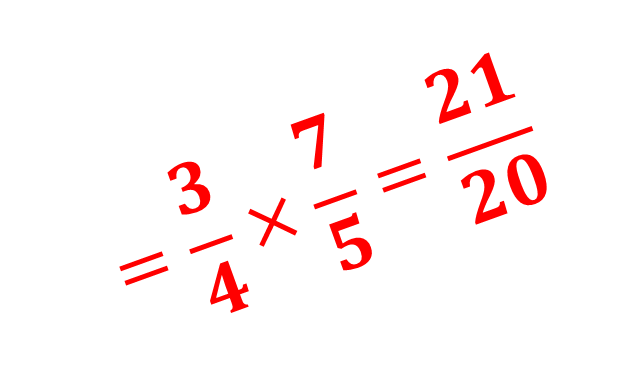 = 3/4 × 7/5 = 21/20